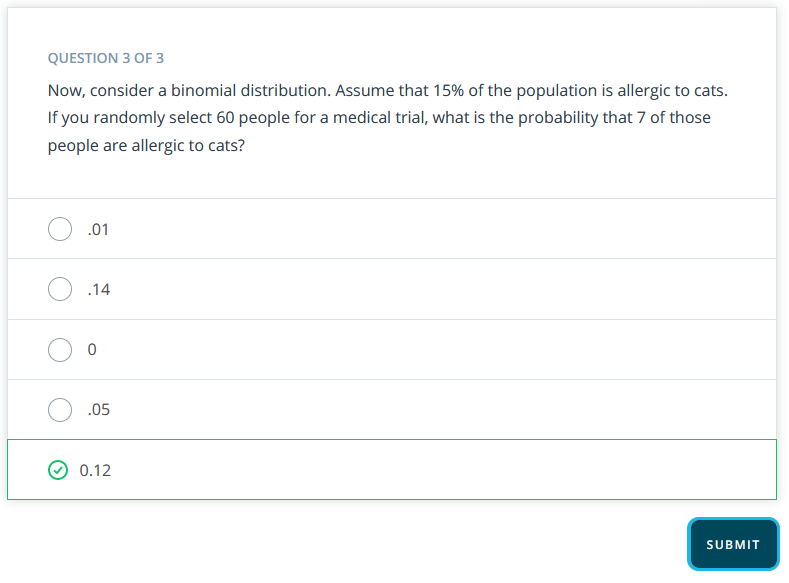 QUESTION 3 OF 3
Now, consider a binomial distribution. Assume that 15% of the population is allergic to cats.
If you randomly select 60 people for a medical trial, what is the probability that 7 of those
people are allergic to cats?
.01
.14
0
.05
0.12
SUBMIT